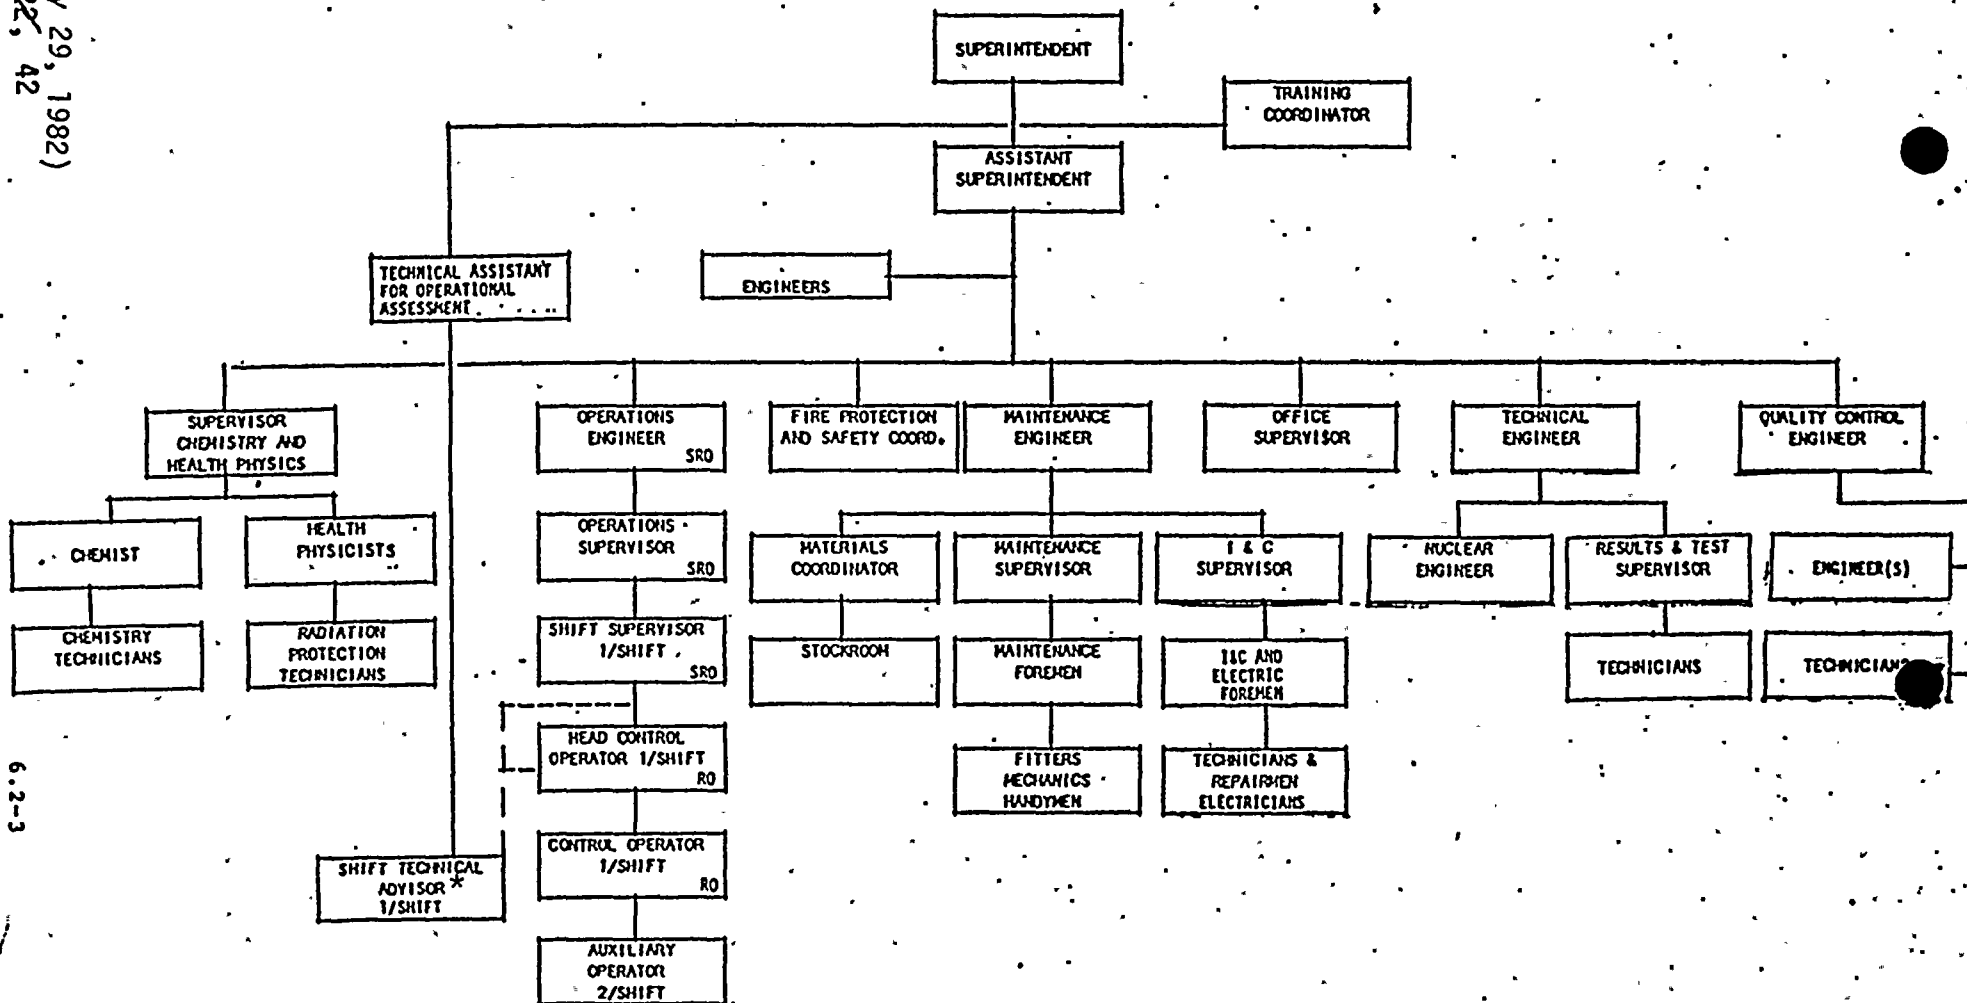 29, 1982)
42
SUPERINTENDENT
TRAINING
COORDINATOR
ASSISTANT
SUPERINTENDENT
TECHNICAL ASSISTANT
FOR OPERATIONAL
ASSESSMENT
ENGINEERS
SUPERVISOR
CHEMISTRY AND
HEALTH PHYSICS
OPERATIONS
ENGINEER
SRO
FIRE PROTECTION
AND SAFETY COORD.
MAINTENANCE
ENGINEER
OFFICE
SUPERVISOR
TECHNICAL
ENGINEER
QUALITY CONTROL
ENGINEER
CHEMIST
HEALTH
PHYSICISTS
OPERATIONS
SUPERVISOR
SRO
MATERIALS
COORDINATOR
MAINTENANCE
SUPERVISOR
I & C
SUPERVISOR
NUCLEAR
ENGINEER
RESULTS & TEST
SUPERVISOR
ENGINEER(S)
CHEMISTRY
TECHNICIANS
RADIATION
PROTECTION
TECHNICIANS
SHIFT SUPERVISOR
1/SHIFT
SRO
STOCKROOM
MAINTENANCE
FOREMEN
I&C AND
ELECTRIC
FOREMEN
TECHNICIANS
TECHNICIANS
HEAD CONTROL
OPERATOR 1/SHIFT
RO
FITTERS
MECHANICS
HANDYMEN
TECHNICIANS &
REPAIRMEN
ELECTRICIANS
CONTROL OPERATOR
1/SHIFT
RO
SHIFT TECHNICAL
ADVISOR *
1/SHIFT
AUXILIARY
OPERATOR
2/SHIFT
6.2-3